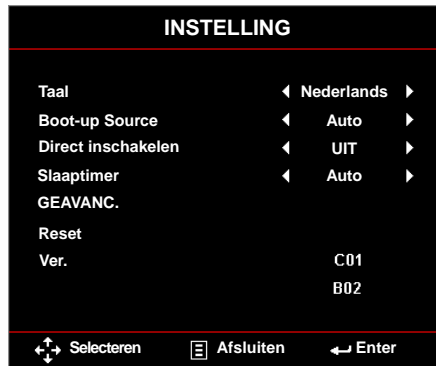 INSTELLING
Taal Nederlands
Boot-up Source Auto
Direct inschakelen UIT
Slaaptimer Auto
GEAVANC.
Reset
Ver. C01
B02
Selecteren Afsluiten Enter